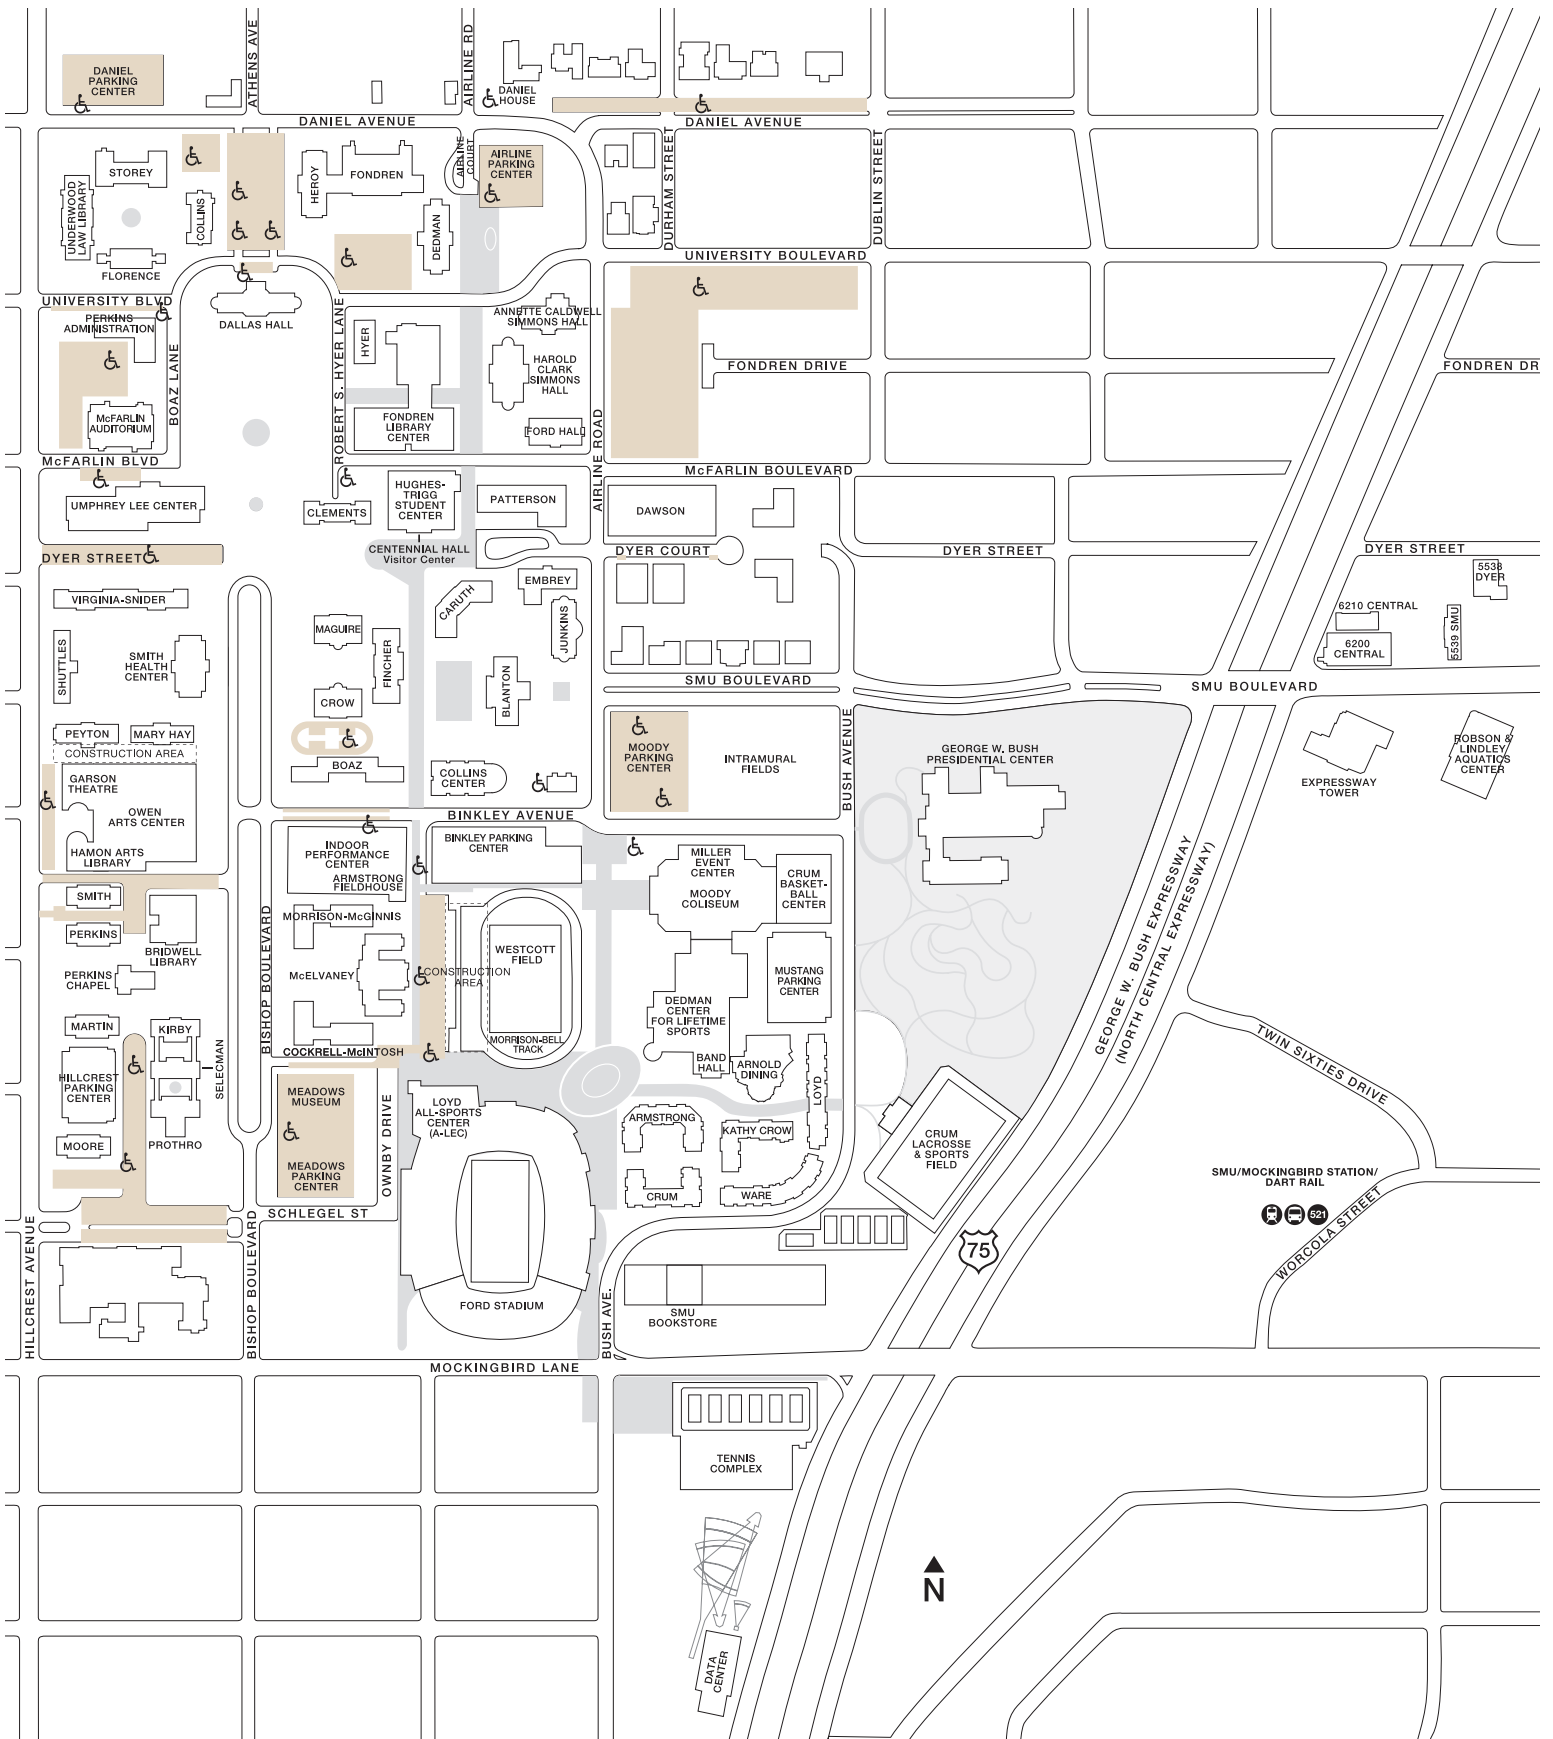 ATHENS AVE
AIRLINE RD
DANIEL
PARKING
CENTER
DANIEL
HOUSE
DANIEL AVENUE
DANIEL AVENUE
STOREY
UNDERWOOD
LAW LIBRARY
COLLINS
FLORENCE
HEROY
FONDREN
AIRLINE
COURT
AIRLINE
PARKING
CENTER
DEDMAN
DURHAM STREET
DUBLIN STREET
UNIVERSITY BOULEVARD
UNIVERSITY BLVD
PERKINS
ADMINISTRATION
DALLAS HALL
BOAZ LANE
ROBERT S. HYER LANE
HYER
ANNETTE CALDWELL
SIMMONS HALL
HAROLD
CLARK
SIMMONS
HALL
FONDREN DRIVE
FONDREN DR
McFARLIN
AUDITORIUM
FONDREN
LIBRARY
CENTER
FORD HALL
AIRLINE ROAD
McFARLIN BLVD
McFARLIN BOULEVARD
UMPHREY LEE CENTER
CLEMENTS
HUGHES-
TRIGG
STUDENT
CENTER
PATTERSON
DAWSON
CENTENNIAL HALL
Visitor Center
DYER STREET
DYER COURT
DYER STREET
DYER STREET
VIRGINIA-SNIDER
CARUTH
EMBREY
JUNKINS
5538
DYER
6210 CENTRAL
6200
CENTRAL
5539 SMU
SHUTTLES
SMITH
HEALTH
CENTER
MAGUIRE
FINCHER
CROW
BLANTON
SMU BOULEVARD
SMU BOULEVARD
PEYTON
MARY HAY
CONSTRUCTION AREA
BOAZ
COLLINS
CENTER
MOODY
PARKING
CENTER
INTRAMURAL
FIELDS
BUSH AVENUE
GEORGE W. BUSH
PRESIDENTIAL CENTER
EXPRESSWAY
TOWER
ROBSON &
LINDLEY
AQUATICS
CENTER
GARSON
THEATRE
OWEN
ARTS CENTER
HAMON ARTS
LIBRARY
BINKLEY AVENUE
INDOOR
PERFORMANCE
CENTER
ARMSTRONG
FIELDHOUSE
BINKLEY PARKING
CENTER
MILLER
EVENT
CENTER
MOODY
COLISEUM
CRUM
BASKET-
BALL
CENTER
SMITH
PERKINS
BRIDWELL
LIBRARY
BISHOP BOULEVARD
MORRISON-McGINNIS
McELVANEY
WESTCOTT
FIELD
CONSTRUCTION
AREA
PERKINS
CHAPEL
MUSTANG
PARKING
CENTER
DEDMAN
CENTER
FOR LIFETIME
SPORTS
GEORGE W. BUSH EXPRESSWAY
(NORTH CENTRAL EXPRESSWAY)
MARTIN
KIRBY
SELECMAN
COCKRELL-McINTOSH
MORRISON-BELL
TRACK
BAND
HALL
ARNOLD
DINING
LOYD
TWIN SIXTIES DRIVE
HILLCREST
PARKING
CENTER
MEADOWS
MUSEUM
OWNBY DRIVE
LOYD
ALL-SPORTS
CENTER
(A-LEC)
ARMSTRONG
KATHY CROW
CRUM
LACROSSE
& SPORTS
FIELD
MOORE
PROTHRO
MEADOWS
PARKING
CENTER
CRUM
WARE
SMU/MOCKINGBIRD STATION/
DART RAIL
521
WORCOLA STREET
SCHLEGEL ST
HILLCREST AVENUE
BISHOP BOULEVARD
75
FORD STADIUM
SMU
BOOKSTORE
BUSH AVE.
MOCKINGBIRD LANE
TENNIS
COMPLEX
N
DATA
CENTER